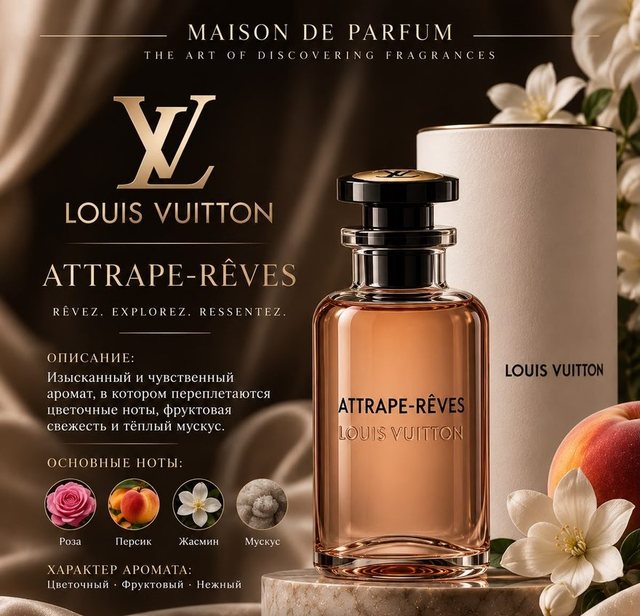 MAISON DE PARFUM
THE ART OF DISCOVERING FRAGRANCES
LV
LOUIS VUITTON
ATTRAPE-RÊVES
RÊVEZ. EXPLOREZ. RESSENTEZ.
ОПИСАНИЕ:
Изысканный и чувственный
аромат, в котором переплетаются
цветочные ноты, фруктовая
свежесть и тёплый мускус.
ОСНОВНЫЕ НОТЫ:
Роза Персик Жасмин Мускус
ХАРАКТЕР АРОМАТА:
Цветочный · Фруктовый · Нежный
LV
ATTRAPE-RÊVES
LOUIS VUITTON
LOUIS VUITTON